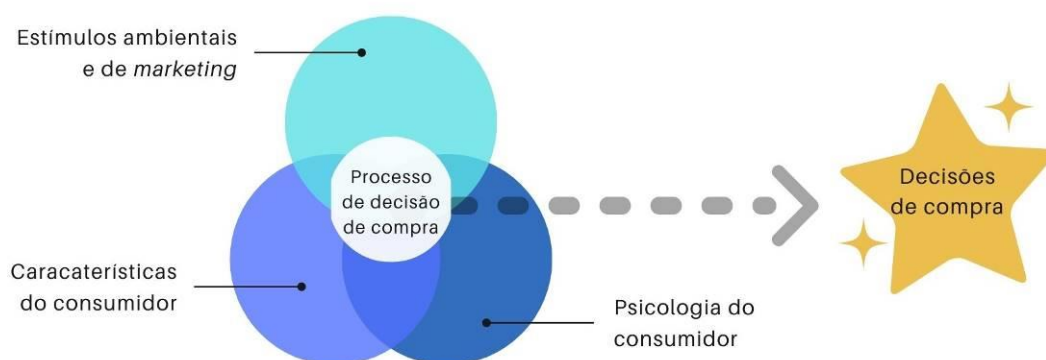 Estímulos ambientais
e de marketing
Processo
de decisão
de compra
Decisões
de compra
Caracaterísticas
do consumidor
Psicologia do
consumidor